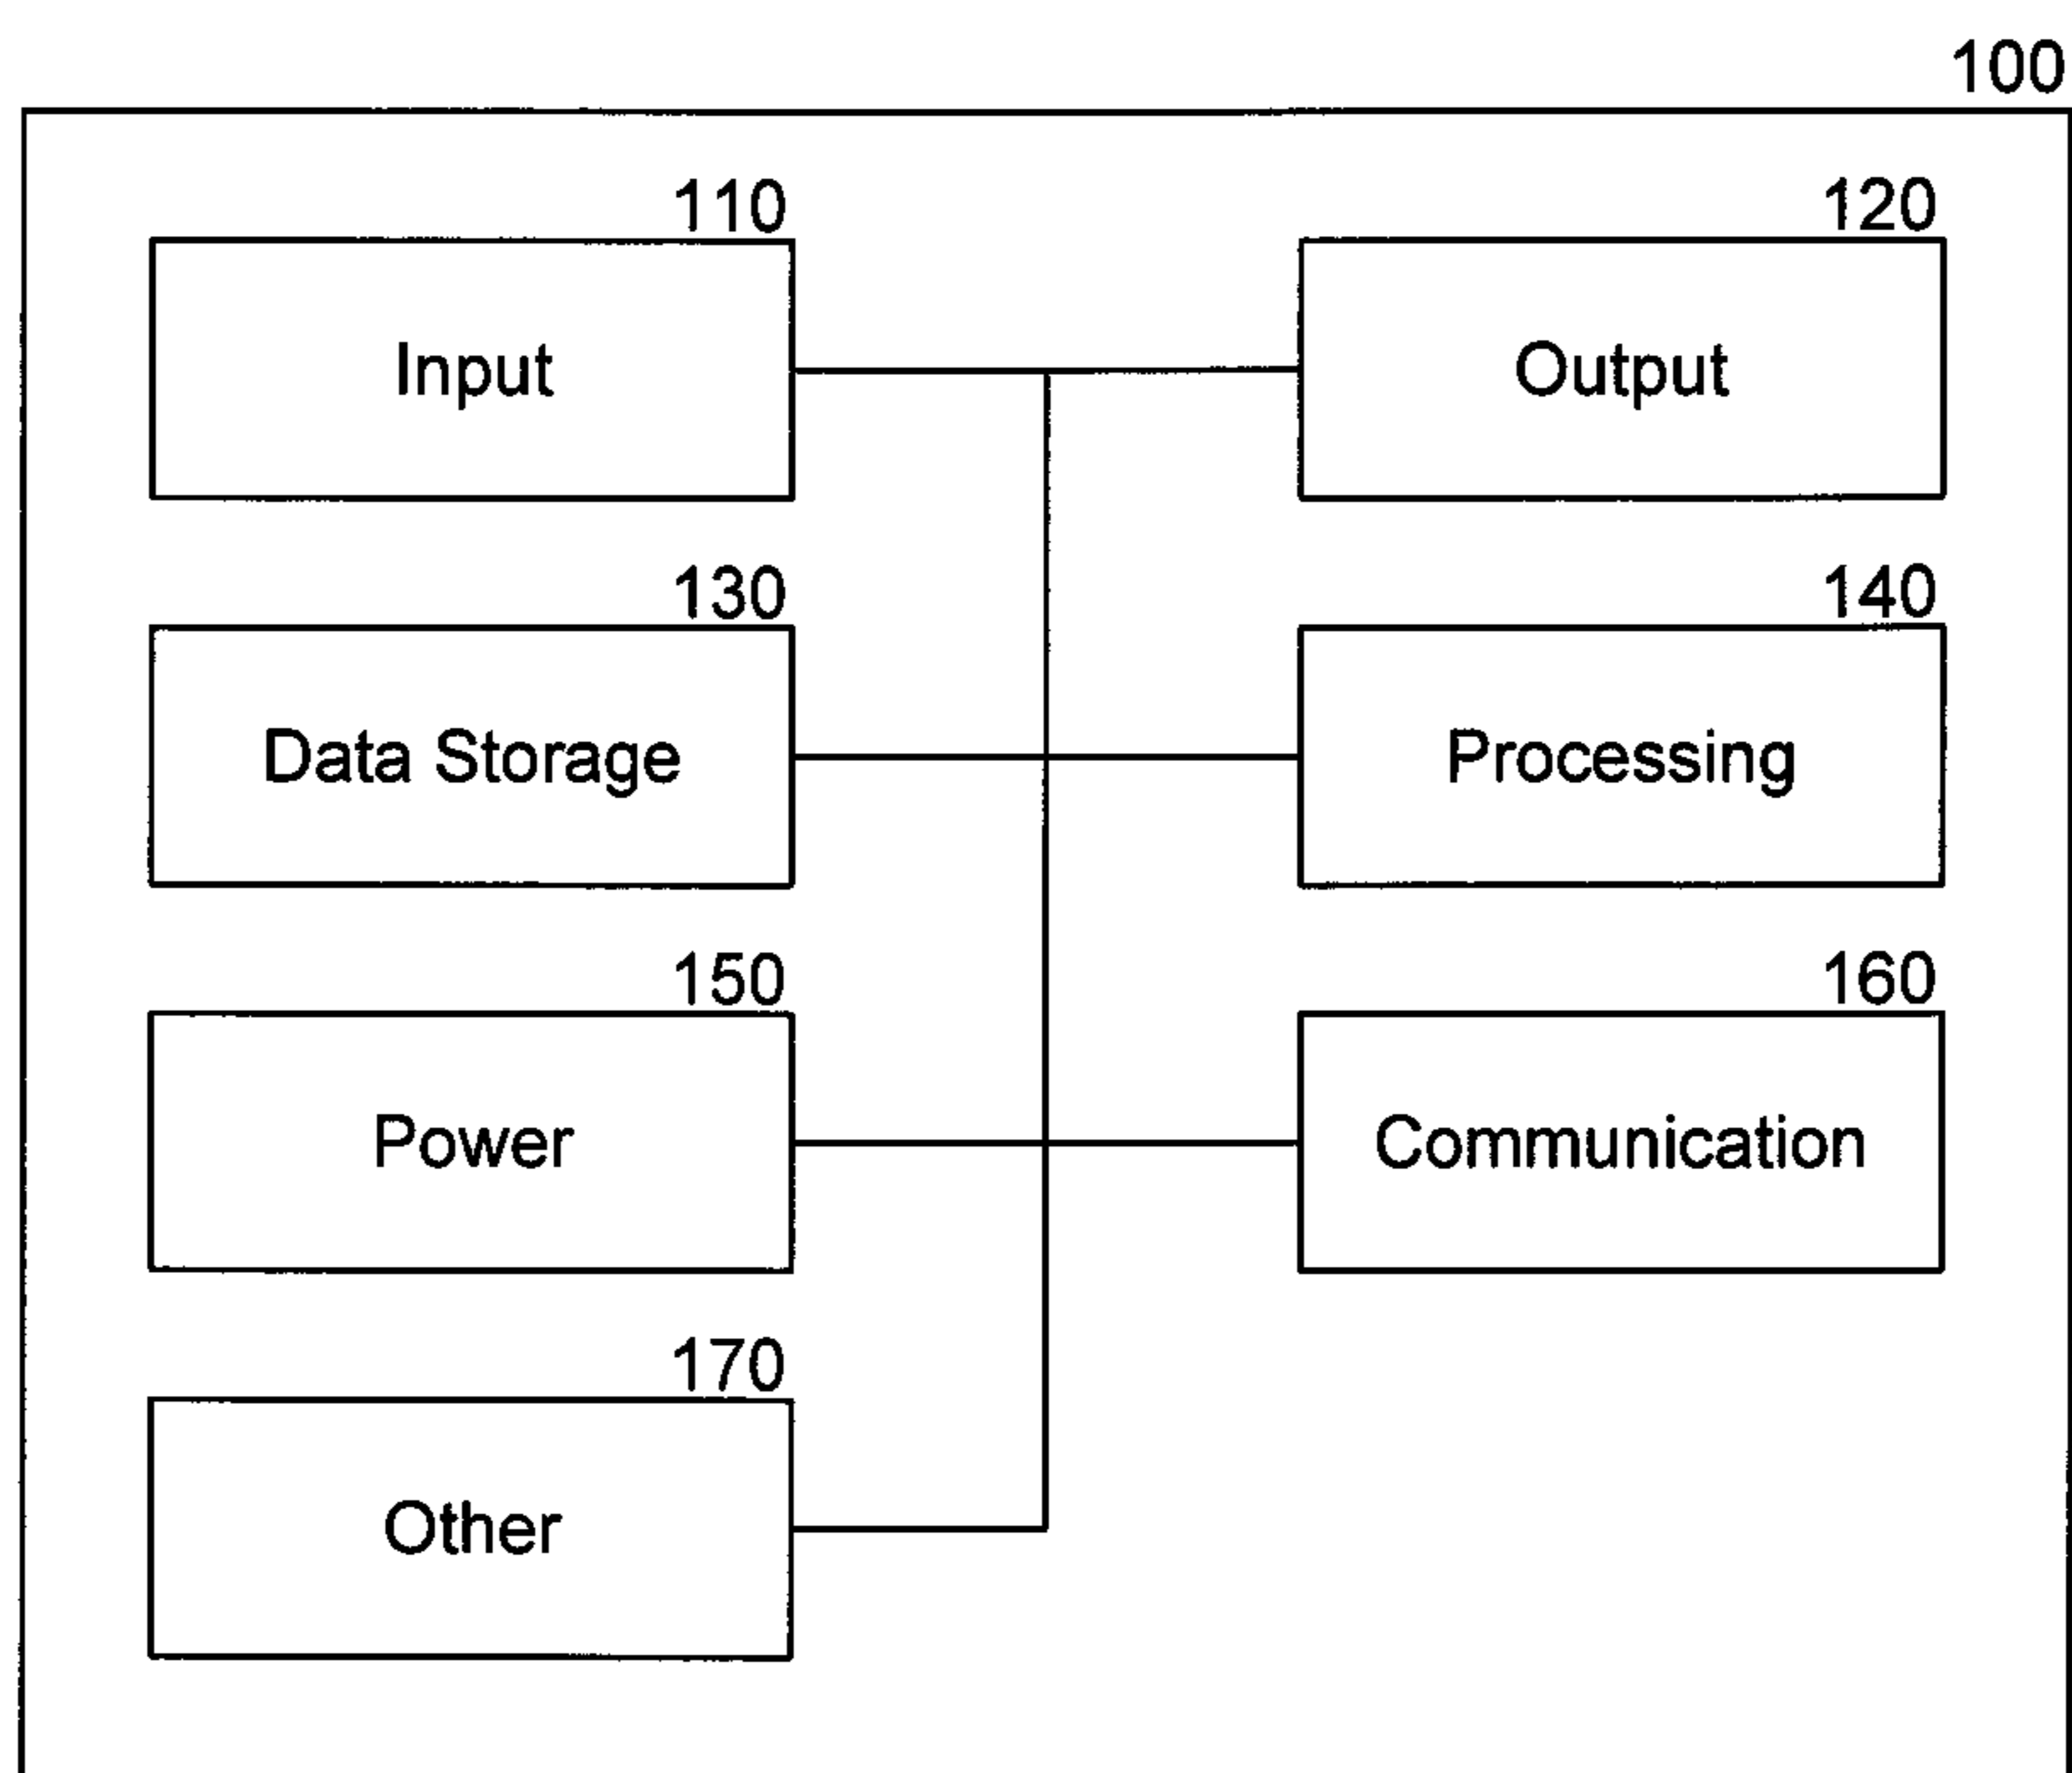 100
110
120
Input
Output
130
140
Data Storage
Processing
150
160
Power
Communication
170
Other